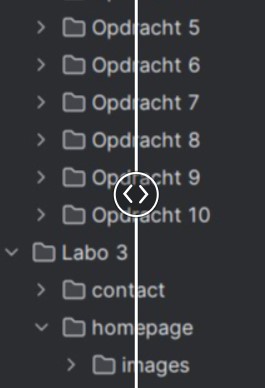 Opdracht 5
Opdracht 6
Opdracht 7
Opdracht 8
Opdracht 9
Opdracht 10
Labo 3
contact
homepage
images